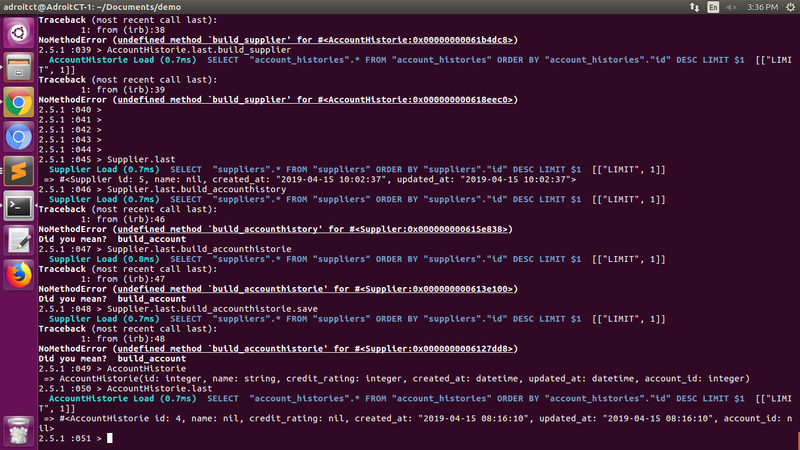 adroitct@AdroitCT-1: ~/Documents/demo
En
3:36 PM
Traceback (most recent call last):
1: from (irb):38
NoMethodError (undefined method `build_supplier' for #<AccountHistorie:0x00000000061b4dc8>)
2.5.1 :039 > AccountHistorie.last.build_supplier
AccountHistorie Load (0.7ms)  SELECT  "account_histories".* FROM "account_histories" ORDER BY "account_histories"."id" DESC LIMIT $1  [["LIMI
T", 1]]
Traceback (most recent call last):
1: from (irb):39
NoMethodError (undefined method `build_supplier' for #<AccountHistorie:0x000000000618eec0>)
2.5.1 :040 >
2.5.1 :041 >
2.5.1 :042 >
2.5.1 :043 >
2.5.1 :044 >
2.5.1 :045 > Supplier.last
Supplier Load (0.7ms)  SELECT  "suppliers".* FROM "suppliers" ORDER BY "suppliers"."id" DESC LIMIT $1  [["LIMIT", 1]]
=> #<Supplier id: 5, name: nil, created_at: "2019-04-15 10:02:37", updated_at: "2019-04-15 10:02:37">
2.5.1 :046 > Supplier.last.build_accounthistory
Supplier Load (0.7ms)  SELECT  "suppliers".* FROM "suppliers" ORDER BY "suppliers"."id" DESC LIMIT $1  [["LIMIT", 1]]
Traceback (most recent call last):
1: from (irb):46
NoMethodError (undefined method `build_accounthistory' for #<Supplier:0x000000000615e838>)
Did you mean?  build_account
2.5.1 :047 > Supplier.last.build_accounthistorie
Supplier Load (0.8ms)  SELECT  "suppliers".* FROM "suppliers" ORDER BY "suppliers"."id" DESC LIMIT $1  [["LIMIT", 1]]
Traceback (most recent call last):
1: from (irb):47
NoMethodError (undefined method `build_accounthistorie' for #<Supplier:0x000000000613e100>)
Did you mean?  build_account
2.5.1 :048 > Supplier.last.build_accounthistorie.save
Supplier Load (0.7ms)  SELECT  "suppliers".* FROM "suppliers" ORDER BY "suppliers"."id" DESC LIMIT $1  [["LIMIT", 1]]
Traceback (most recent call last):
1: from (irb):48
NoMethodError (undefined method `build_accounthistorie' for #<Supplier:0x0000000006127dd8>)
Did you mean?  build_account
2.5.1 :049 > AccountHistorie
=> AccountHistorie(id: integer, name: string, credit_rating: integer, created_at: datetime, updated_at: datetime, account_id: integer)
2.5.1 :050 > AccountHistorie.last
AccountHistorie Load (0.7ms)  SELECT  "account_histories".* FROM "account_histories" ORDER BY "account_histories"."id" DESC LIMIT $1  [["LIMI
T", 1]]
=> #<AccountHistorie id: 4, name: nil, credit_rating: nil, created_at: "2019-04-15 08:16:10", updated_at: "2019-04-15 08:16:10", account_id: n
il>
2.5.1 :051 >